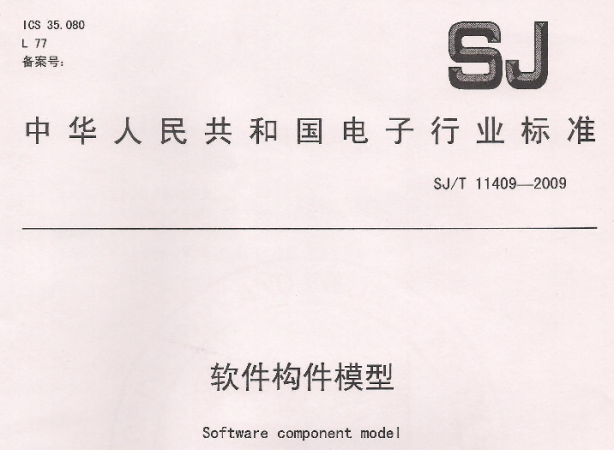 ICS 35.080
L 77
备案号：
SJ
中华人民共和国电子行业标准
SJ/T 11409—2009
软件构件模型
Software component model